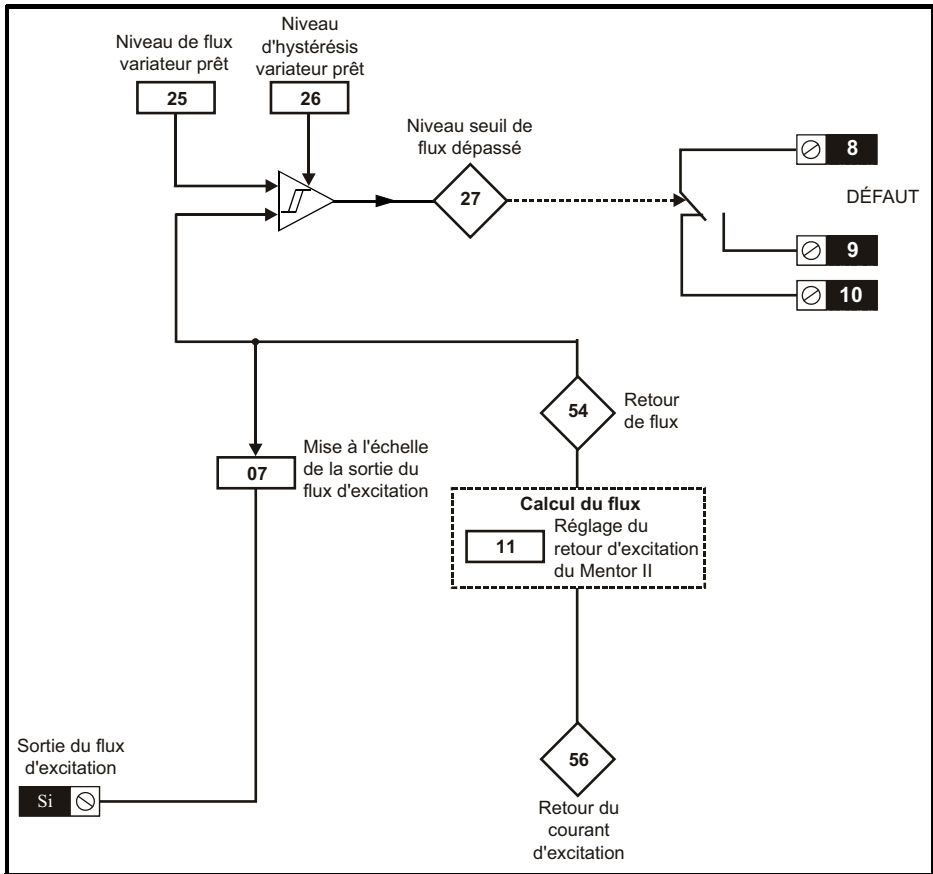 Niveau de flux
variateur prêt
25
Niveau
d'hystérésis
variateur prêt
26
Niveau seuil de
flux dépassé
27
8
DÉFAUT
9
10
54
Retour
de flux
07
Mise à l'échelle
de la sortie du
flux d'excitation
Calcul du flux
11
Réglage du
retour d'excitation
du Mentor II
Sortie du flux
d'excitation
Si
56
Retour du
courant
d'excitation